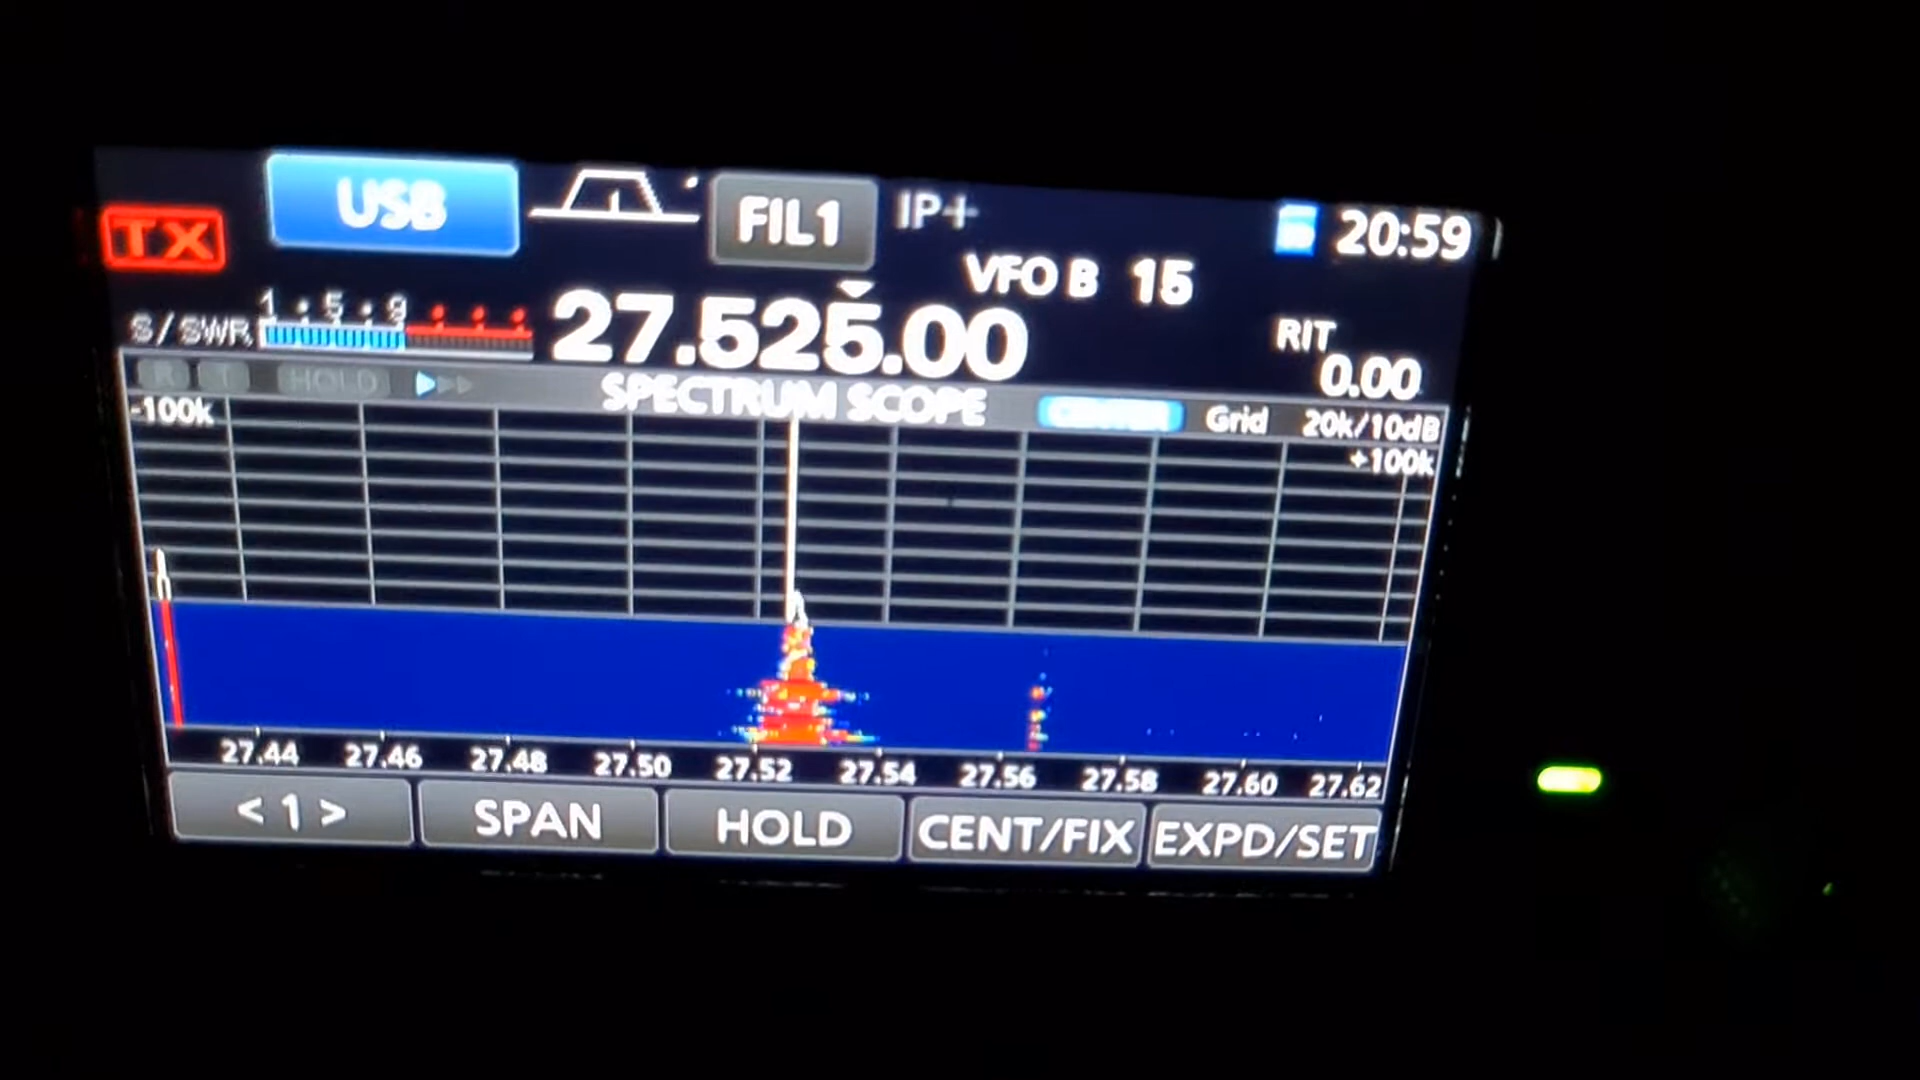 USB FIL1 IP+ 20:59
TX
VFO B 15
S/SWR 1 5 9 27.525.00 RIT
0.00
R T HOLD SPECTRUM SCOPE CENTER Grid 20k/10dB
-100k +100k
27.44 27.46 27.48 27.50 27.52 27.54 27.56 27.58 27.60 27.62
< 1 > SPAN HOLD CENT/FIX EXPD/SET